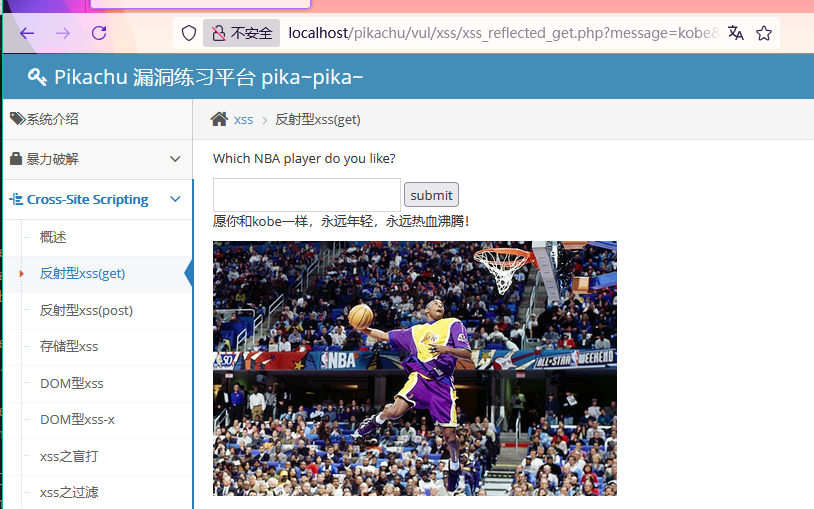 不安全
localhost/pikachu/vul/xss/xss_reflected_get.php?message=kobe&
Pikachu 漏洞练习平台 pika~pika~
系统介绍
暴力破解
Cross-Site Scripting
概述
反射型xss(get)
反射型xss(post)
存储型xss
DOM型xss
DOM型xss-x
xss之盲打
xss之过滤
xss
反射型xss(get)
Which NBA player do you like?
submit
愿你和kobe一样，永远年轻，永远热血沸腾！
NBA
ALL-STAR WEEKEND